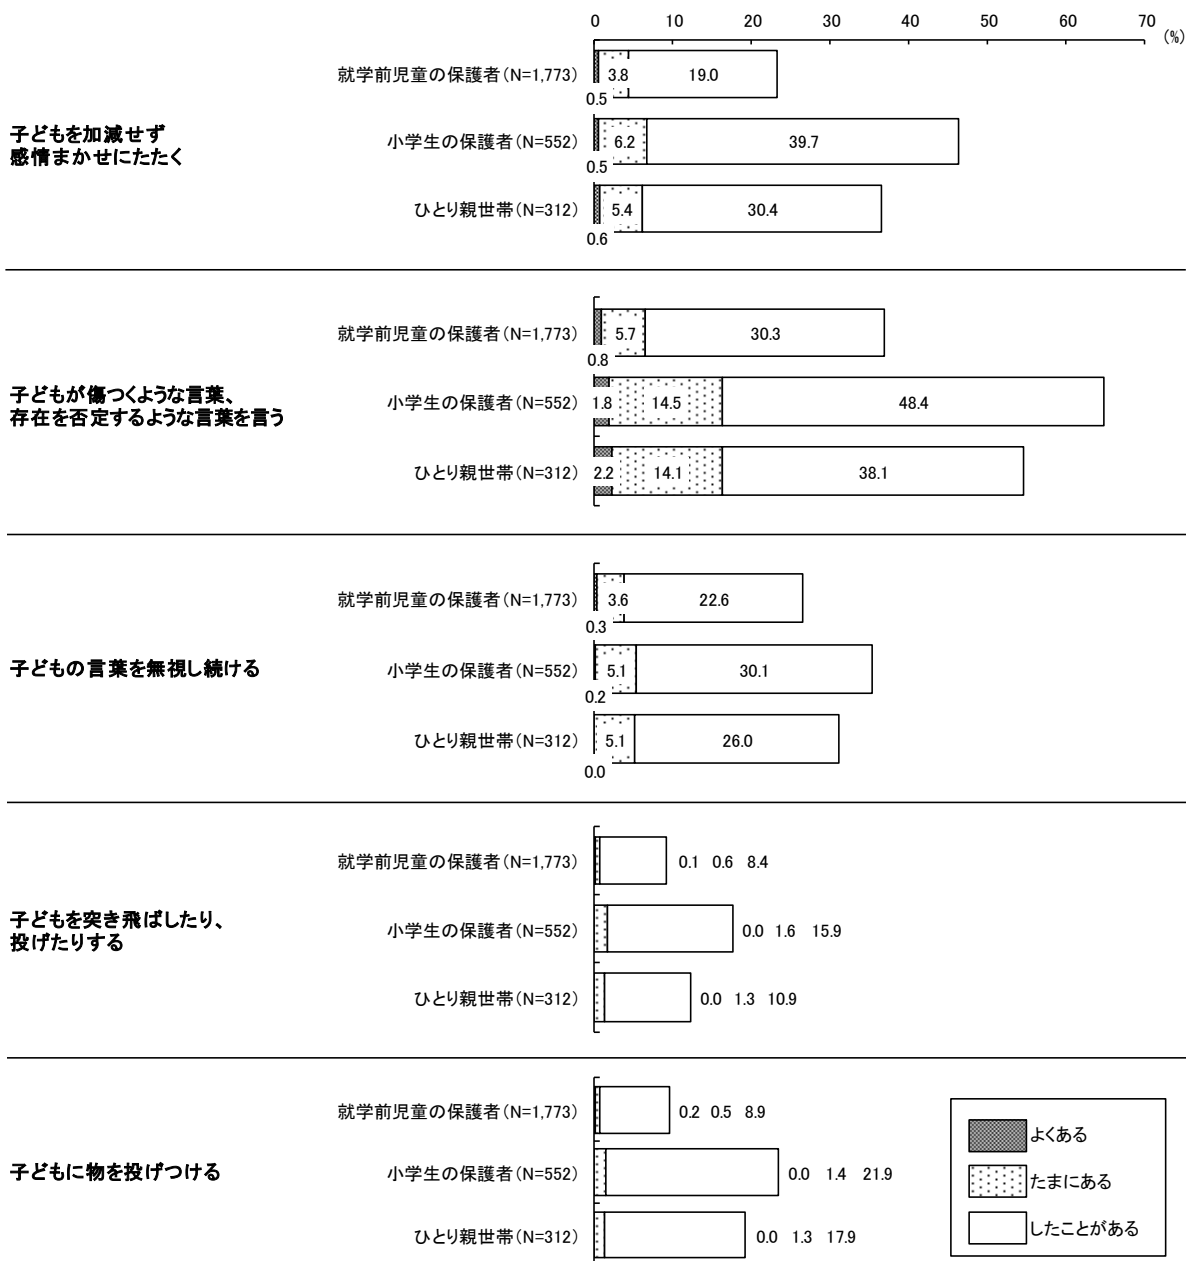 0 10 20 30 40 50 60 70
(%)
就学前児童の保護者(N=1,773) 3.8 19.0
0.5
子どもを加減せず
感情まかせにたたく
小学生の保護者(N=552) 6.2 39.7
0.5
ひとり親世帯(N=312) 5.4 30.4
0.6
就学前児童の保護者(N=1,773) 5.7 30.3
0.8
子どもが傷つくような言葉、
存在を否定するような言葉を言う
小学生の保護者(N=552) 1.8 14.5 48.4
ひとり親世帯(N=312) 2.2 14.1 38.1
就学前児童の保護者(N=1,773) 3.6 22.6
0.3
子どもの言葉を無視し続ける
小学生の保護者(N=552) 5.1 30.1
0.2
ひとり親世帯(N=312) 5.1 26.0
0.0
就学前児童の保護者(N=1,773) 0.1 0.6 8.4
子どもを突き飛ばしたり、
投げたりする
小学生の保護者(N=552) 0.0 1.6 15.9
ひとり親世帯(N=312) 0.0 1.3 10.9
就学前児童の保護者(N=1,773) 0.2 0.5 8.9
子どもに物を投げつける
小学生の保護者(N=552) 0.0 1.4 21.9
ひとり親世帯(N=312) 0.0 1.3 17.9
よくある
たまにある
したことがある